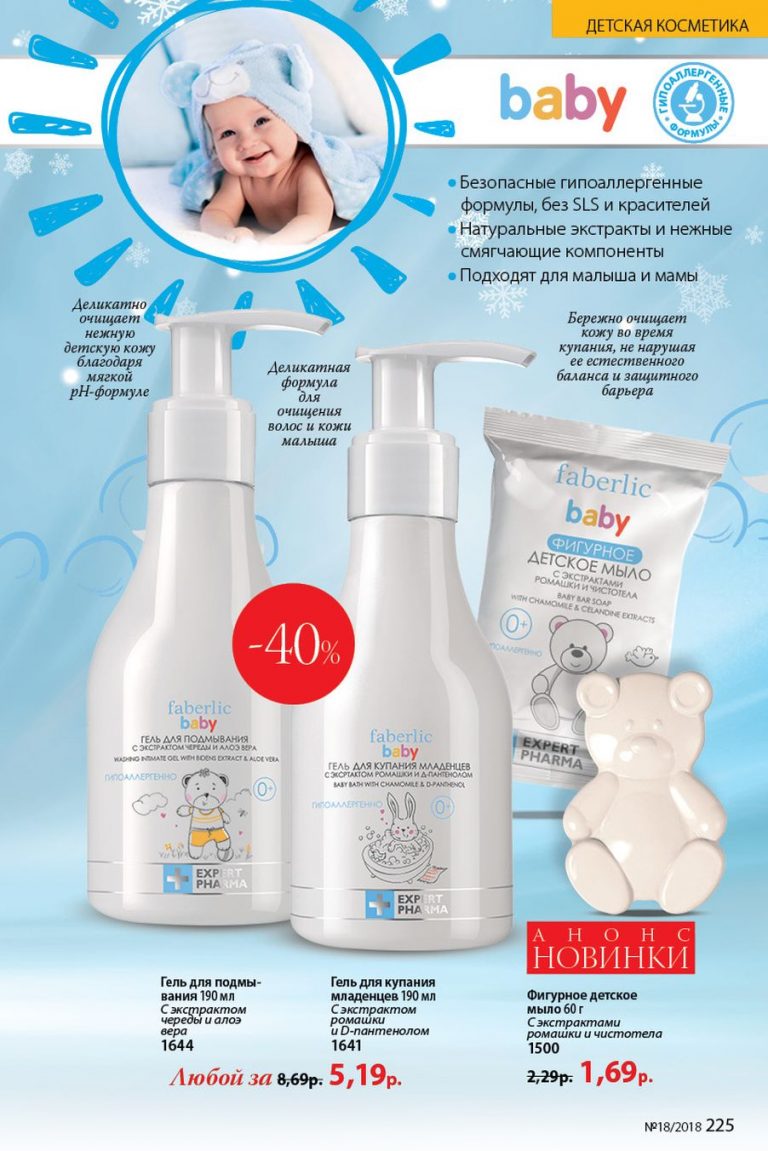 ДЕТСКАЯ КОСМЕТИКА
baby
ГИПОАЛЛЕРГЕННЫЕ
ФОРМУЛЫ
• Безопасные гипоаллергенные
формулы, без SLS и красителей
• Натуральные экстракты и нежные
смягчающие компоненты
• Подходят для малыша и мамы
Деликатно
очищает
нежную
детскую кожу
благодаря
мягкой
pH-формуле
Деликатная
формула
для
очищения
волос и кожи
малыша
Бережно очищает
кожу во время
купания, не нарушая
ее естественного
баланса и защитного
барьера
faberlic
baby
ФИГУРНОЕ
ДЕТСКОЕ МЫЛО
С ЭКСТРАКТАМИ
РОМАШКИ И ЧИСТОТЕЛА
BABY BAR SOAP
WITH CHAMOMILE & CELANDINE EXTRACTS
0+
ГИПОАЛЛЕРГЕННО
EXPERT
PHARMA
-40%
faberlic
baby
ГЕЛЬ ДЛЯ ПОДМЫВАНИЯ
С ЭКСТРАКТОМ ЧЕРЕДЫ И АЛОЭ ВЕРА
WASHING INTIMATE GEL WITH BIDENS EXTRACT & ALOE VERA
ГИПОАЛЛЕРГЕННО
0+
EXPERT
PHARMA
faberlic
baby
ГЕЛЬ ДЛЯ КУПАНИЯ МЛАДЕНЦЕВ
С ЭКСТРАКТОМ РОМАШКИ И Д-ПАНТЕНОЛОМ
BABY BATH WITH CHAMOMILE & D-PANTHENOL
ГИПОАЛЛЕРГЕННО
0+
EXPERT
PHARMA
АНОНС
НОВИНКИ
Гель для подмы-
вания 190 мл
С экстрактом
череды и алоэ
вера
1644
Гель для купания
младенцев 190 мл
С экстрактом
ромашки
и D-пантенолом
1641
Любой за 8,69р. 5,19р.
Фигурное детское
мыло 60 г
С экстрактами
ромашки и чистотела
1500
2,29р. 1,69р.
№18/2018 225